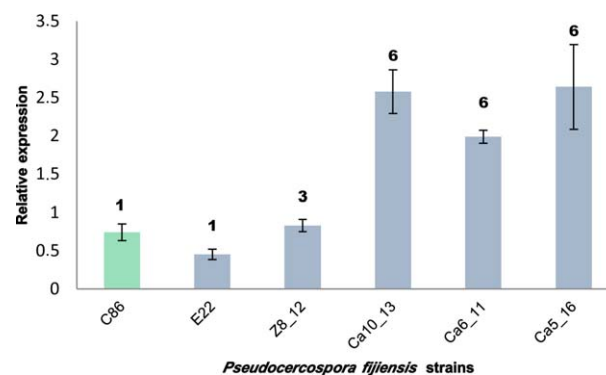 3.5
3
2.5
2
1.5
1
0.5
0
Relative expression
1
1
3
6
6
6
C86
E22
Z8_12
Ca10_13
Ca6_11
Ca5_16
Pseudocercospora fijiensis strains